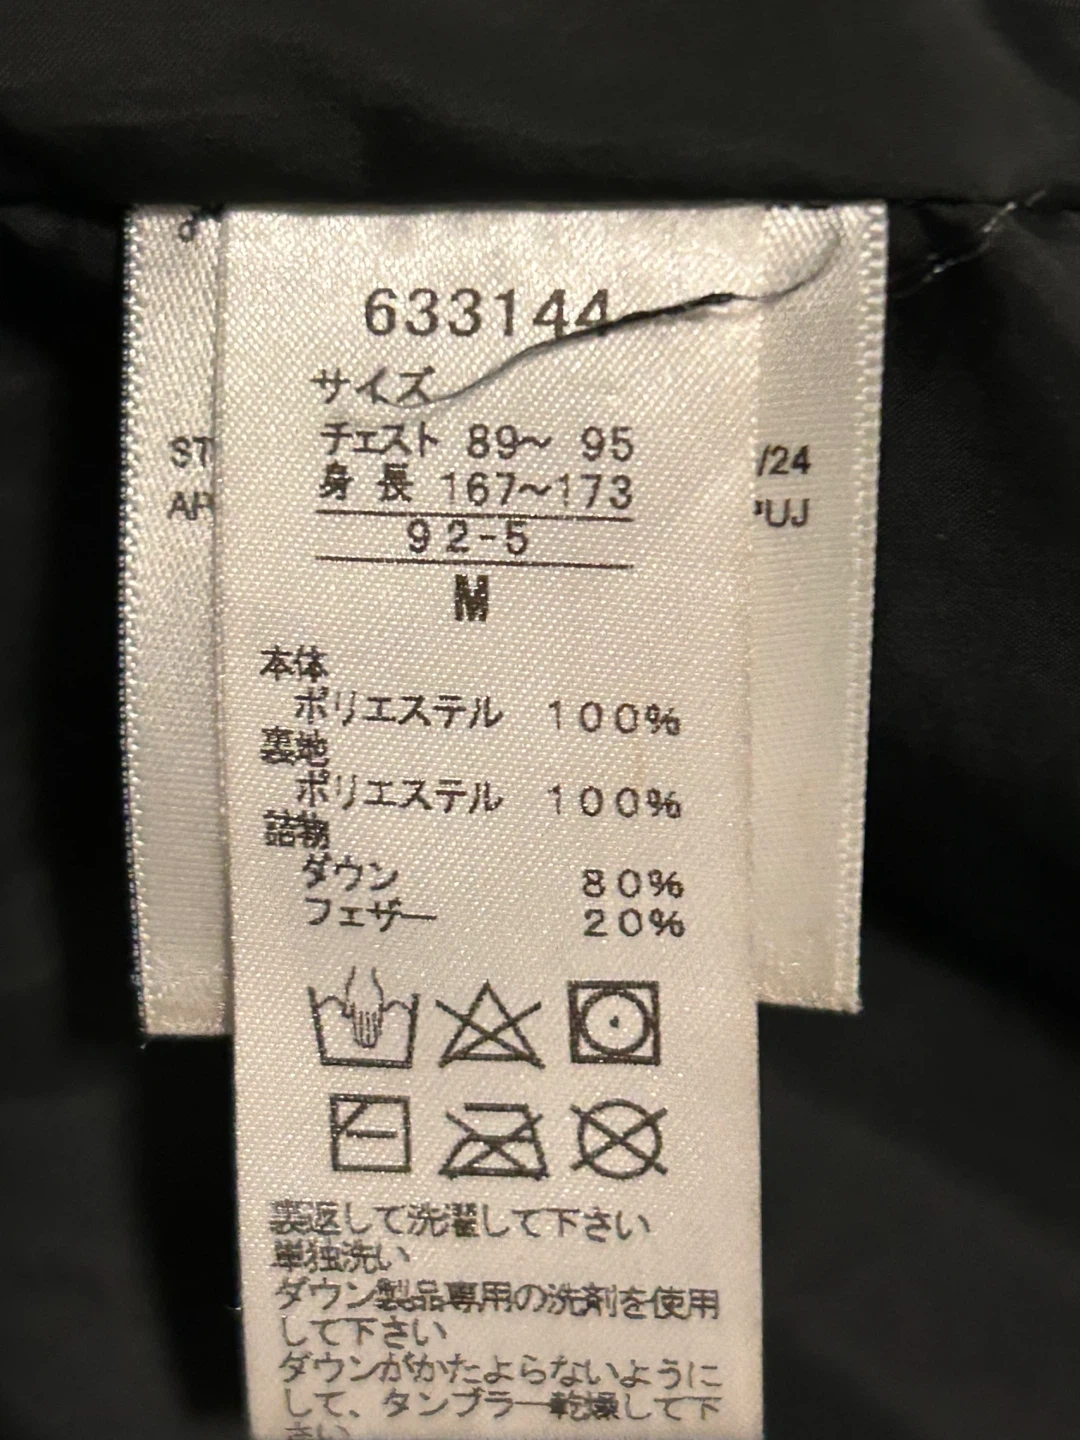 633144
サイズ
チェスト 89～ 95
身 長 167～173
92-5
M
ST
/24
UJ
本体
ポリエステル 100%
裏地
ポリエステル 100%
詰物
ダウン 80%
フェザー 20%
裏返して洗濯して下さい
単独洗い
ダウン製品専用の洗剤を使用
して下さい
ダウンがかたよらないように
して、タンブラー乾燥して下
さい